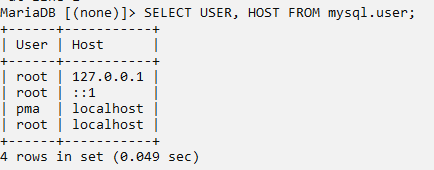 MariaDB [(none)]> SELECT USER, HOST FROM mysql.user;
+------+-----------+
| User | Host      |
+------+-----------+
| root | 127.0.0.1 |
| root | ::1       |
| pma  | localhost |
| root | localhost |
+------+-----------+
4 rows in set (0.049 sec)